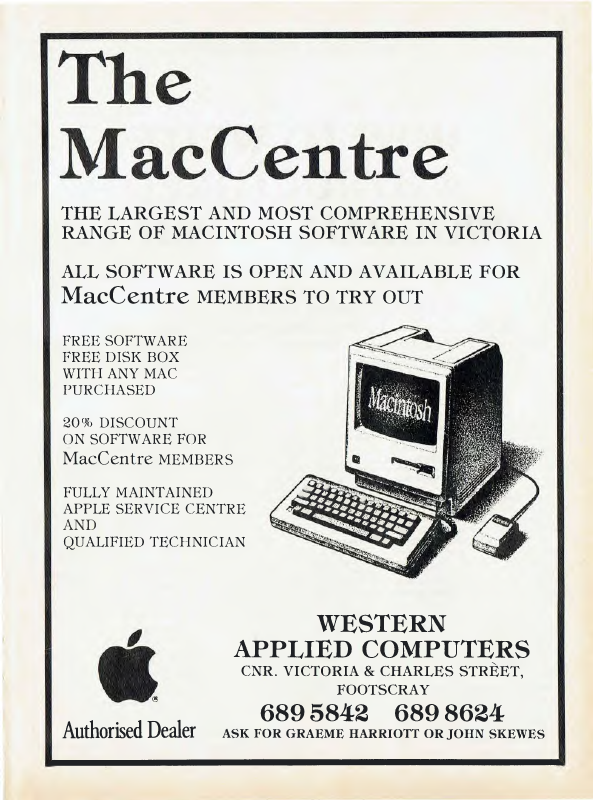 The
MacCentre
THE LARGEST AND MOST COMPREHENSIVE
RANGE OF MACINTOSH SOFTWARE IN VICTORIA
ALL SOFTWARE IS OPEN AND AVAILABLE FOR
MacCentre MEMBERS TO TRY OUT
FREE SOFTWARE
FREE DISK BOX
WITH ANY MAC
PURCHASED
20% DISCOUNT
ON SOFTWARE FOR
MacCentre MEMBERS
FULLY MAINTAINED
APPLE SERVICE CENTRE
AND
QUALIFIED TECHNICIAN
Macintosh
®
Authorised Dealer
WESTERN
APPLIED COMPUTERS
CNR. VICTORIA & CHARLES STRÈET,
FOOTSCRAY
689 5842 689 8624
ASK FOR GRAEME HARRIOTT OR JOHN SKEWES